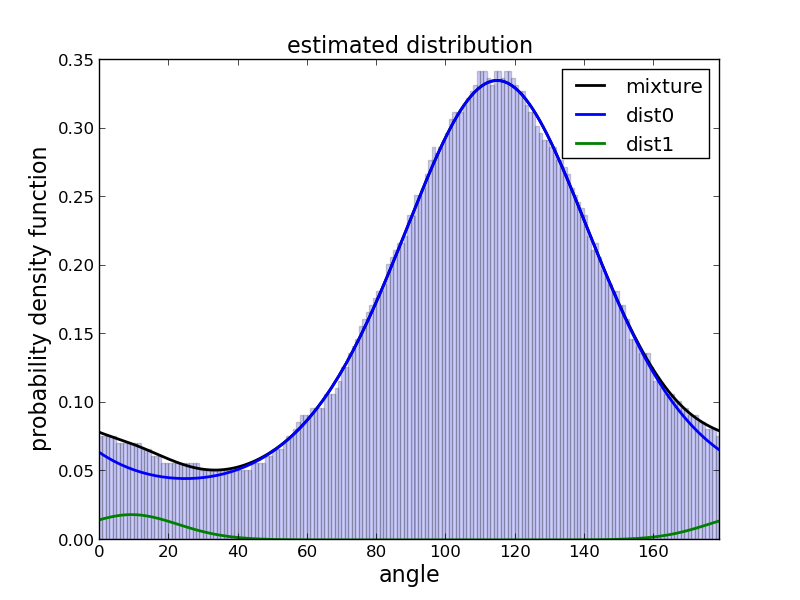 estimated distribution
mixture
dist0
dist1
probability density function
0.35
0.30
0.25
0.20
0.15
0.10
0.05
0.00
0 20 40 60 80 100 120 140 160
angle